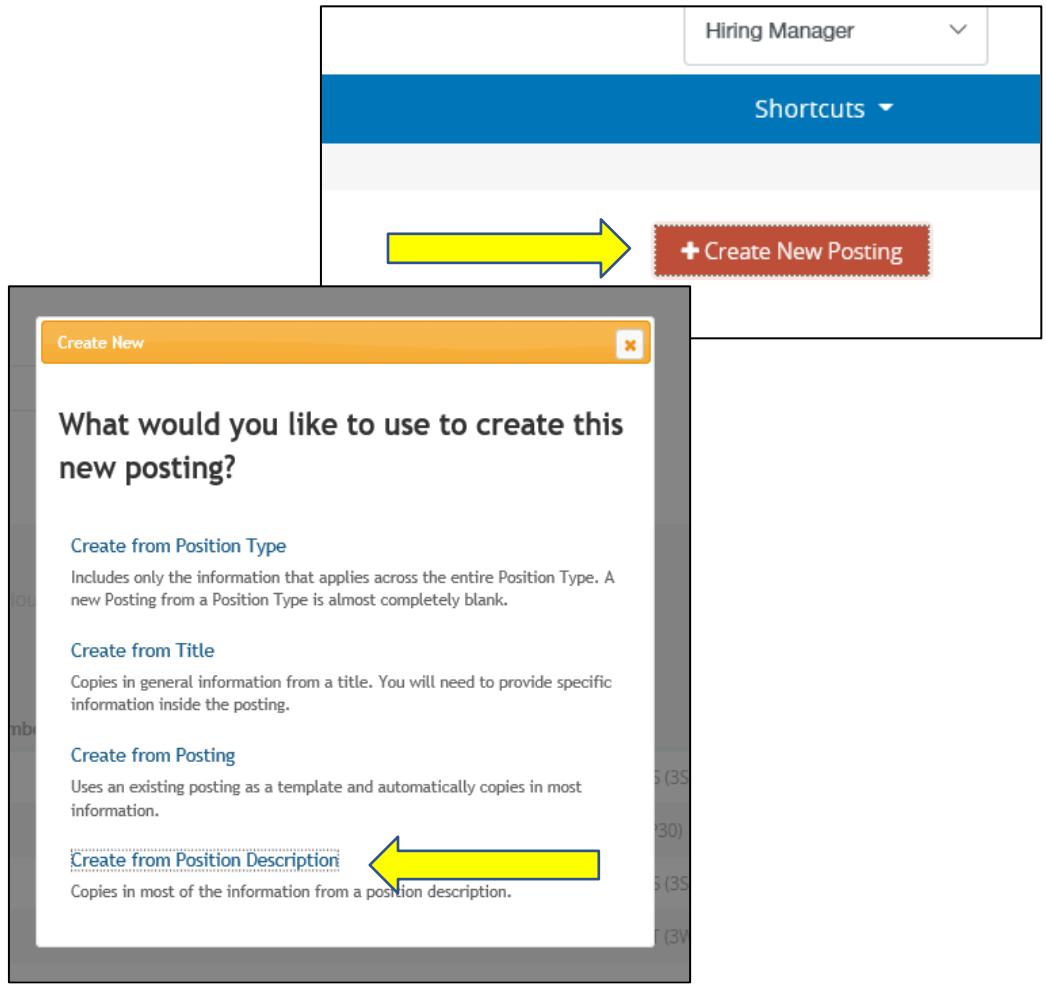 Hiring Manager
Shortcuts
Create New Posting
Create New
What would you like to use to create this
new posting?
Create from Position Type
Includes only the information that applies across the entire Position Type. A
new Posting from a Position Type is almost completely blank.
Create from Title
Copies in general information from a title. You will need to provide specific
information inside the posting.
Create from Posting
Uses an existing posting as a template and automatically copies in most
information.
Create from Position Description
Copies in most of the information from a position description.